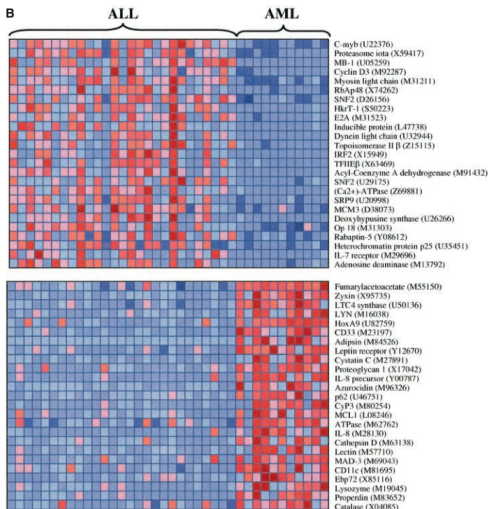 B
ALL AML
C-myb (U22376)
Proteasome iota (X59417)
MB-1 (U05259)
Cyclin D3 (M92287)
Myosin light chain (M31211)
RbAp48 (X74262)
SNF2 (D26156)
HkrT-1 (S50223)
E2A (M31523)
Inducible protein (L47738)
Dynein light chain (U32944)
Topoisomerase II β (Z15115)
IRF2 (X15949)
TFIIEβ (X63469)
Acyl-Coenzyme A dehydrogenase (M91432)
SNF2 (U29175)
(Ca2+)-ATPase (Z69881)
SRP9 (U20998)
MCM3 (D38073)
Deoxyhypusine synthase (U26266)
Op 18 (M31303)
Rabaptin-5 (Y08612)
Heterochromatin protein p25 (U35451)
IL-7 receptor (M29696)
Adenosine deaminase (M13792)
Fumarylacetoacetate (M55150)
Zyxin (X95735)
LTC4 synthase (U50136)
LYN (M16038)
HoxA9 (U82759)
CD33 (M23197)
Adipsin (M84526)
Leptin receptor (Y12670)
Cystatin C (M27891)
Proteoglycan 1 (X17042)
IL-8 precursor (Y00787)
Azurocidin (M96326)
p62 (U46751)
CyP3 (M80254)
MCL1 (L08246)
ATPase (M62762)
IL-8 (M28130)
Cathepsin D (M63138)
Lectin (M57710)
MAD-3 (M69043)
CD11c (M81695)
Ebp72 (X85116)
Lysozyme (M19045)
Properdin (M83652)
Catalase (X04085)